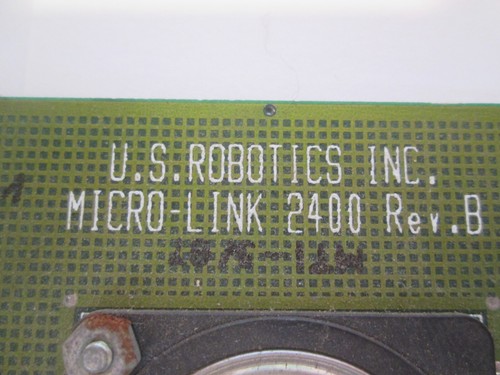 U.S.ROBOTICS INC.
MICRO-LINK 2400 Rev.B